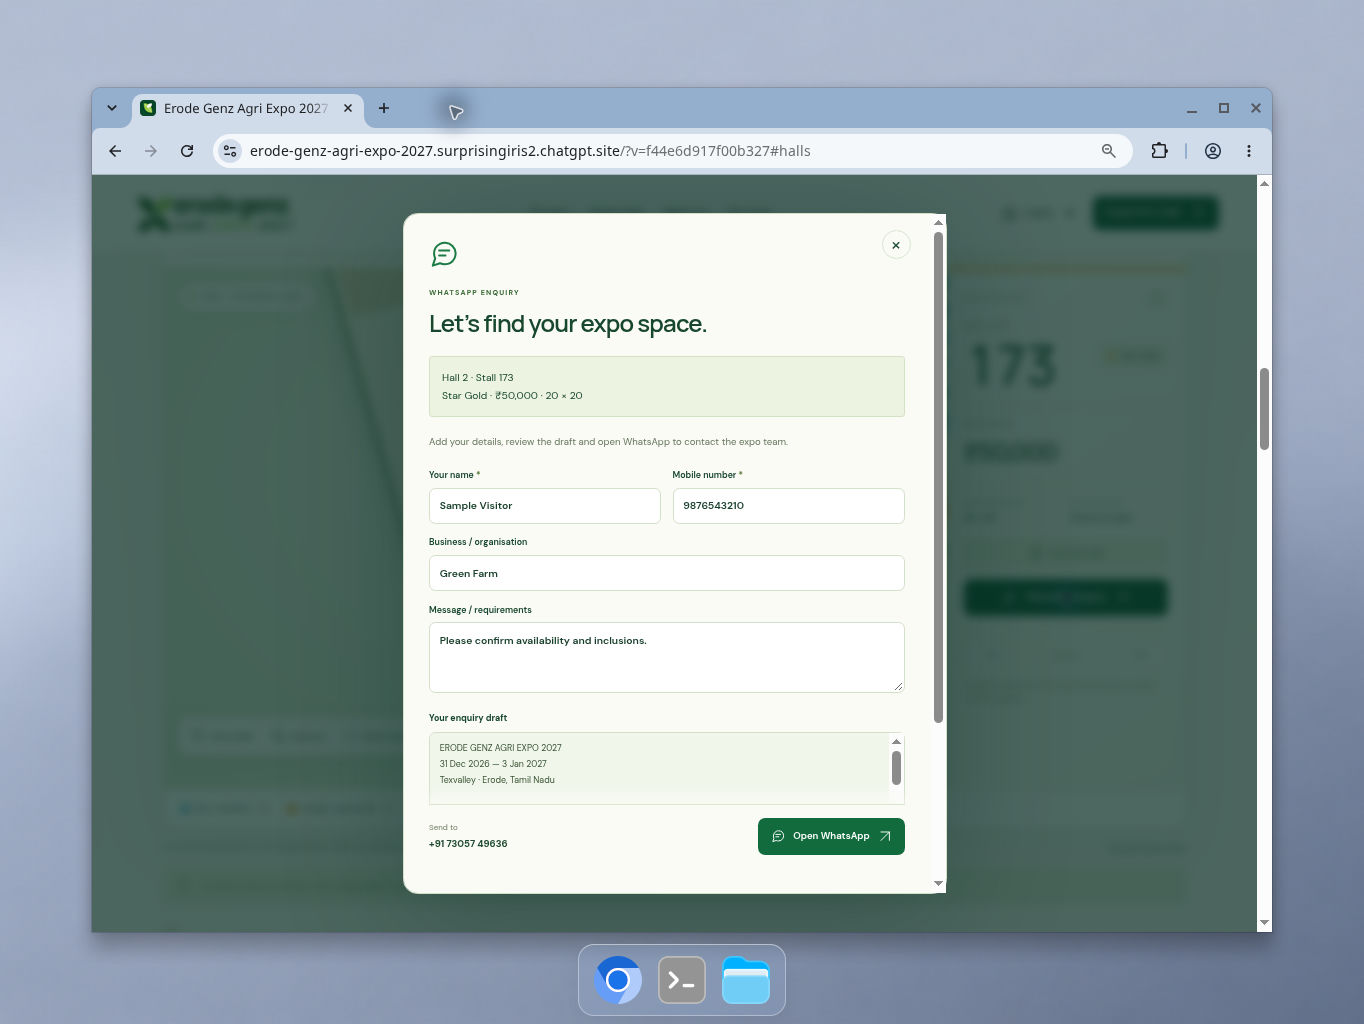 Erode Genz Agri Expo 2027
erode-genz-agri-expo-2027.surprisingiris2.chatgpt.site/?v=f44e6d917f00b327#halls
WHATSAPP ENQUIRY
Let's find your expo space.
Hall 2 · Stall 173
Star Gold · ₹50,000 · 20 × 20
Add your details, review the draft and open WhatsApp to contact the expo team.
Your name * Mobile number *
Sample Visitor 9876543210
Business / organisation
Green Farm
Message / requirements
Please confirm availability and inclusions.
Your enquiry draft
ERODE GENZ AGRI EXPO 2027
31 Dec 2026 — 3 Jan 2027
Texvalley · Erode, Tamil Nadu
Send to
+91 73057 49636
Open WhatsApp
erode genz
173
₹50,000